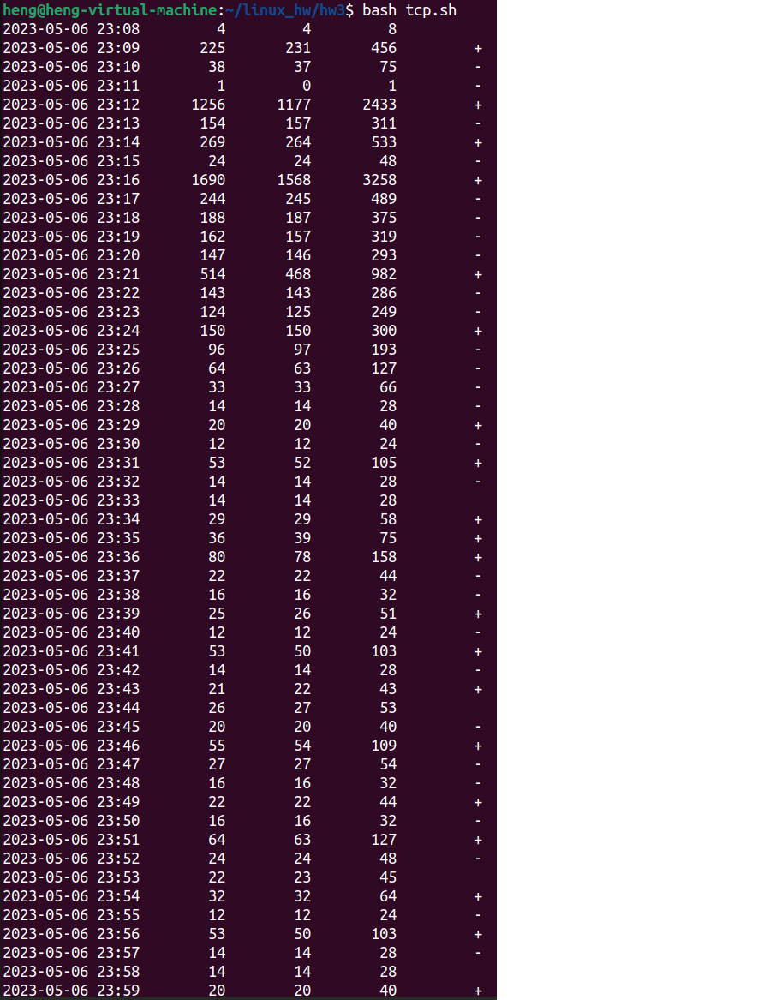 heng@heng-virtual-machine:~/linux_hw/hw3$ bash tcp.sh
2023-05-06 23:08         4         4         8
2023-05-06 23:09       225       231       456         +
2023-05-06 23:10        38        37        75         -
2023-05-06 23:11         1         0         1         -
2023-05-06 23:12      1256      1177      2433         +
2023-05-06 23:13       154       157       311         -
2023-05-06 23:14       269       264       533         +
2023-05-06 23:15        24        24        48         -
2023-05-06 23:16      1690      1568      3258         +
2023-05-06 23:17       244       245       489         -
2023-05-06 23:18       188       187       375         -
2023-05-06 23:19       162       157       319         -
2023-05-06 23:20       147       146       293         -
2023-05-06 23:21       514       468       982         +
2023-05-06 23:22       143       143       286         -
2023-05-06 23:23       124       125       249         -
2023-05-06 23:24       150       150       300         +
2023-05-06 23:25        96        97       193         -
2023-05-06 23:26        64        63       127         -
2023-05-06 23:27        33        33        66         -
2023-05-06 23:28        14        14        28         -
2023-05-06 23:29        20        20        40         +
2023-05-06 23:30        12        12        24         -
2023-05-06 23:31        53        52       105         +
2023-05-06 23:32        14        14        28         -
2023-05-06 23:33        14        14        28
2023-05-06 23:34        29        29        58         +
2023-05-06 23:35        36        39        75         +
2023-05-06 23:36        80        78       158         +
2023-05-06 23:37        22        22        44         -
2023-05-06 23:38        16        16        32         -
2023-05-06 23:39        25        26        51         +
2023-05-06 23:40        12        12        24         -
2023-05-06 23:41        53        50       103         +
2023-05-06 23:42        14        14        28         -
2023-05-06 23:43        21        22        43         +
2023-05-06 23:44        26        27        53
2023-05-06 23:45        20        20        40         -
2023-05-06 23:46        55        54       109         +
2023-05-06 23:47        27        27        54         -
2023-05-06 23:48        16        16        32         -
2023-05-06 23:49        22        22        44         +
2023-05-06 23:50        16        16        32         -
2023-05-06 23:51        64        63       127         +
2023-05-06 23:52        24        24        48         -
2023-05-06 23:53        22        23        45
2023-05-06 23:54        32        32        64         +
2023-05-06 23:55        12        12        24         -
2023-05-06 23:56        53        50       103         +
2023-05-06 23:57        14        14        28         -
2023-05-06 23:58        14        14        28
2023-05-06 23:59        20        20        40         +